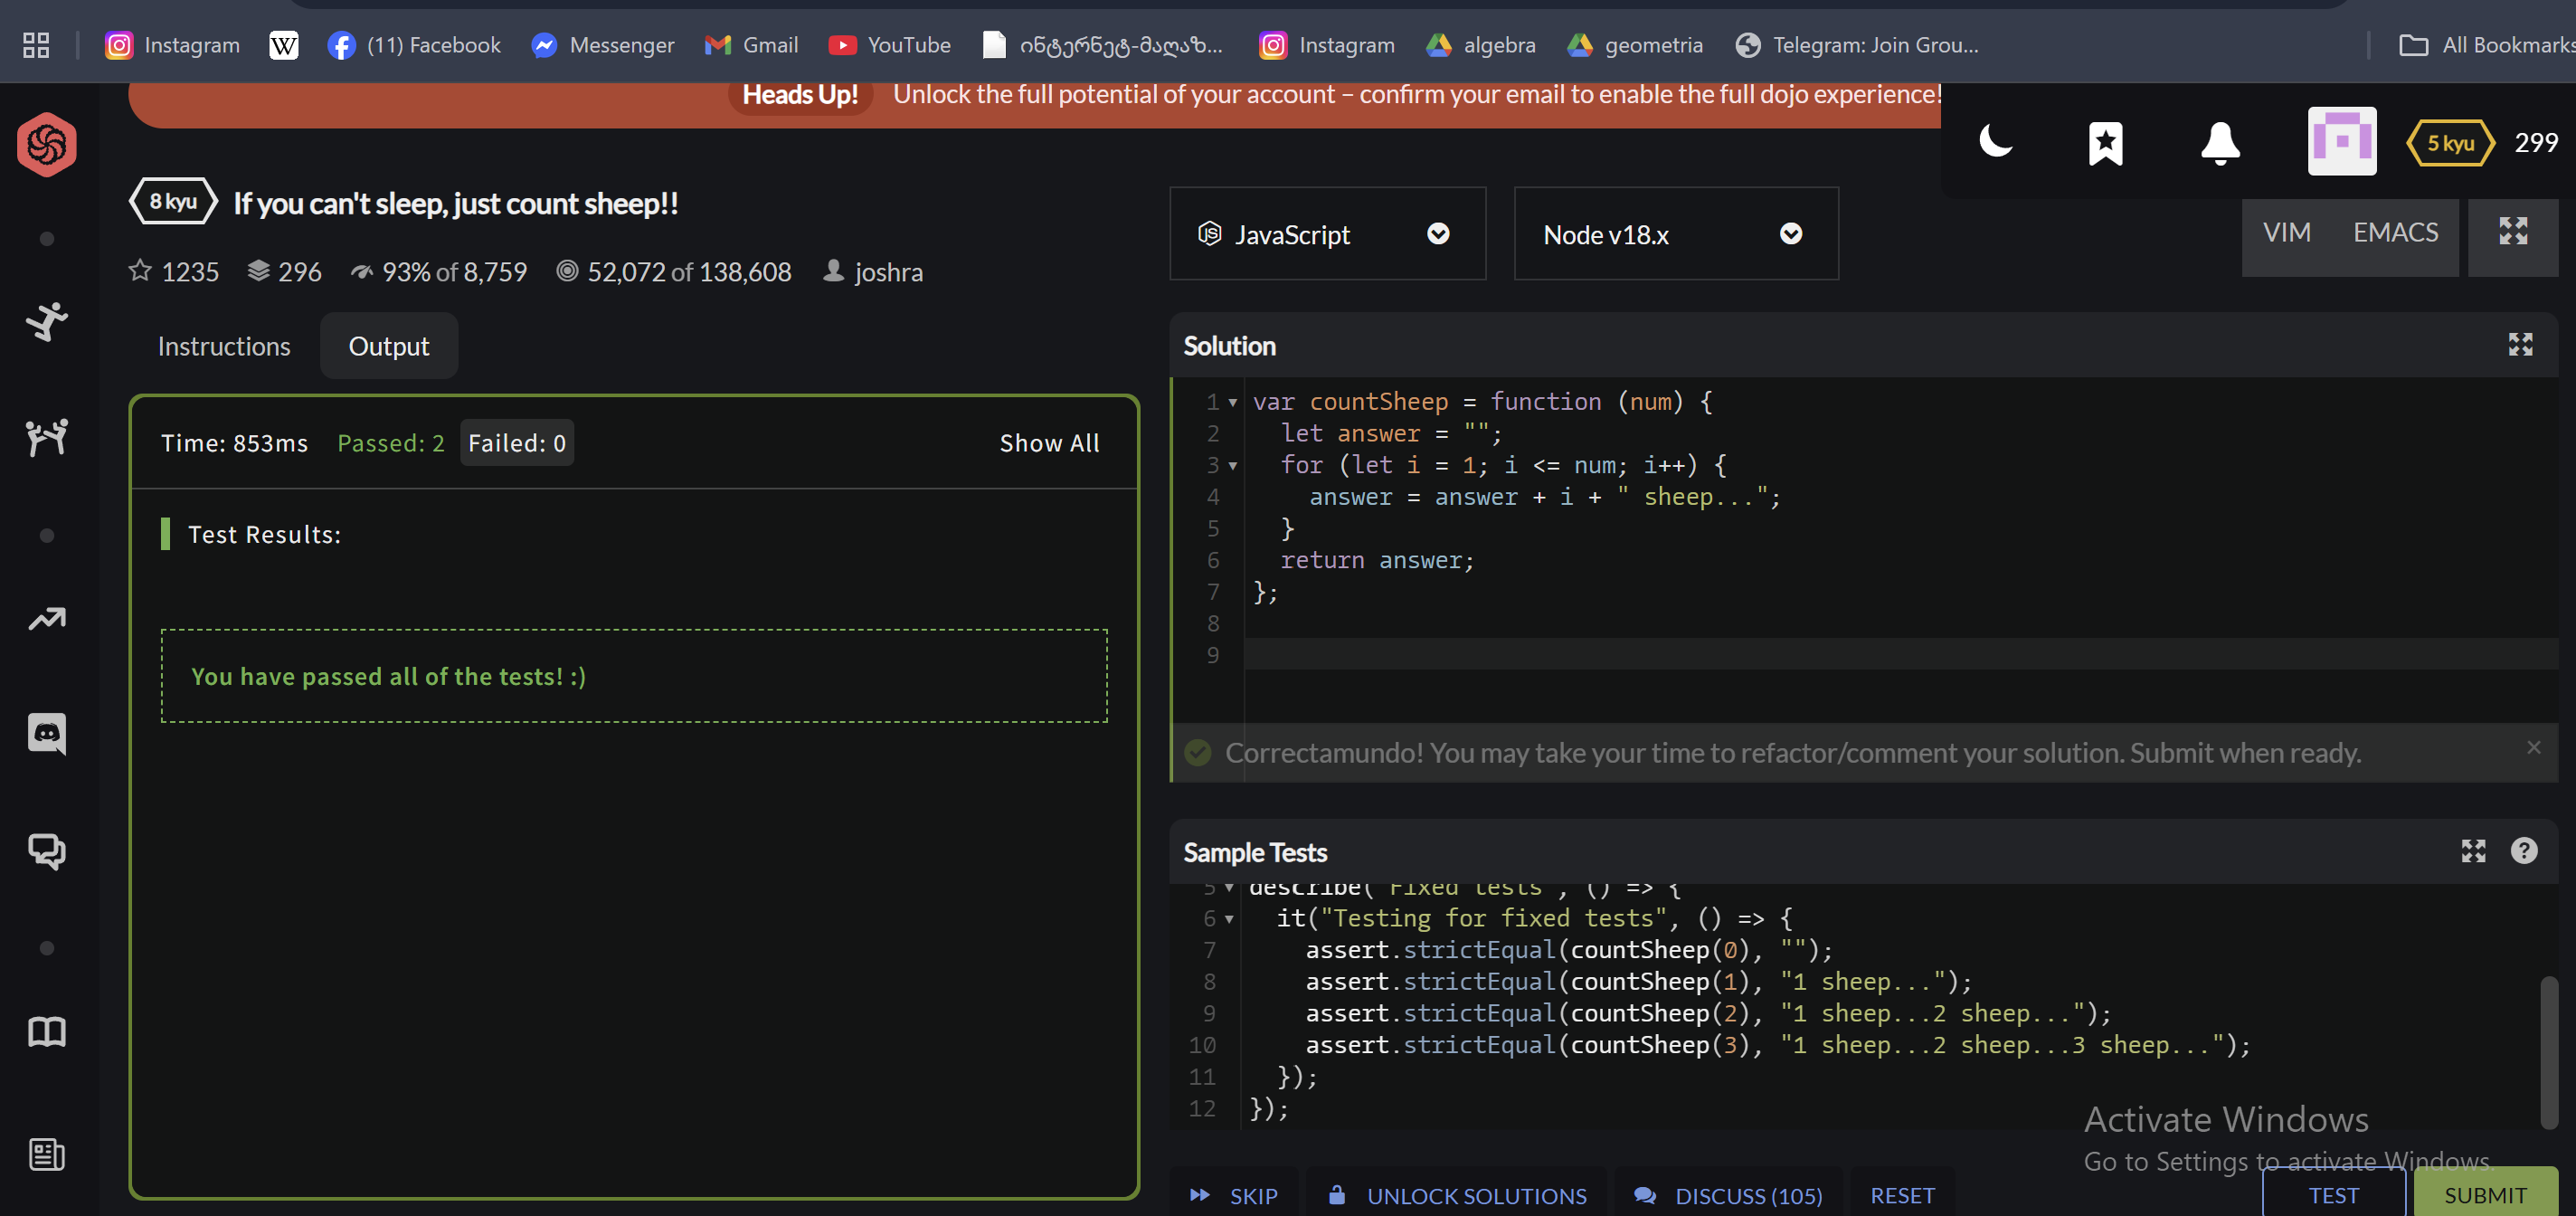 Instagram W (11) Facebook Messenger Gmail YouTube ინტერნეტ-მაღაზ... Instagram algebra geometria Telegram: Join Grou... All Bookmarks
Heads Up! Unlock the full potential of your account – confirm your email to enable the full dojo experience!
5 kyu 299
8 kyu If you can't sleep, just count sheep!!
1235 296 93% of 8,759 52,072 of 138,608 joshra
JavaScript Node v18.x VIM EMACS
Instructions Output
Time: 853ms Passed: 2 Failed: 0 Show All
Test Results:
You have passed all of the tests! :)
Solution
1 var countSheep = function (num) {
2 let answer = "";
3 for (let i = 1; i <= num; i++) {
4 answer = answer + i + " sheep...";
5 }
6 return answer;
7 };
8
9
Correctamundo! You may take your time to refactor/comment your solution. Submit when ready.
Sample Tests
5 describe("Fixed tests", () => {
6 it("Testing for fixed tests", () => {
7 assert.strictEqual(countSheep(0), "");
8 assert.strictEqual(countSheep(1), "1 sheep...");
9 assert.strictEqual(countSheep(2), "1 sheep...2 sheep...");
10 assert.strictEqual(countSheep(3), "1 sheep...2 sheep...3 sheep...");
11 });
12 });
Activate Windows
Go to Settings to activate Windows.
SKIP UNLOCK SOLUTIONS DISCUSS (105) RESET TEST SUBMIT